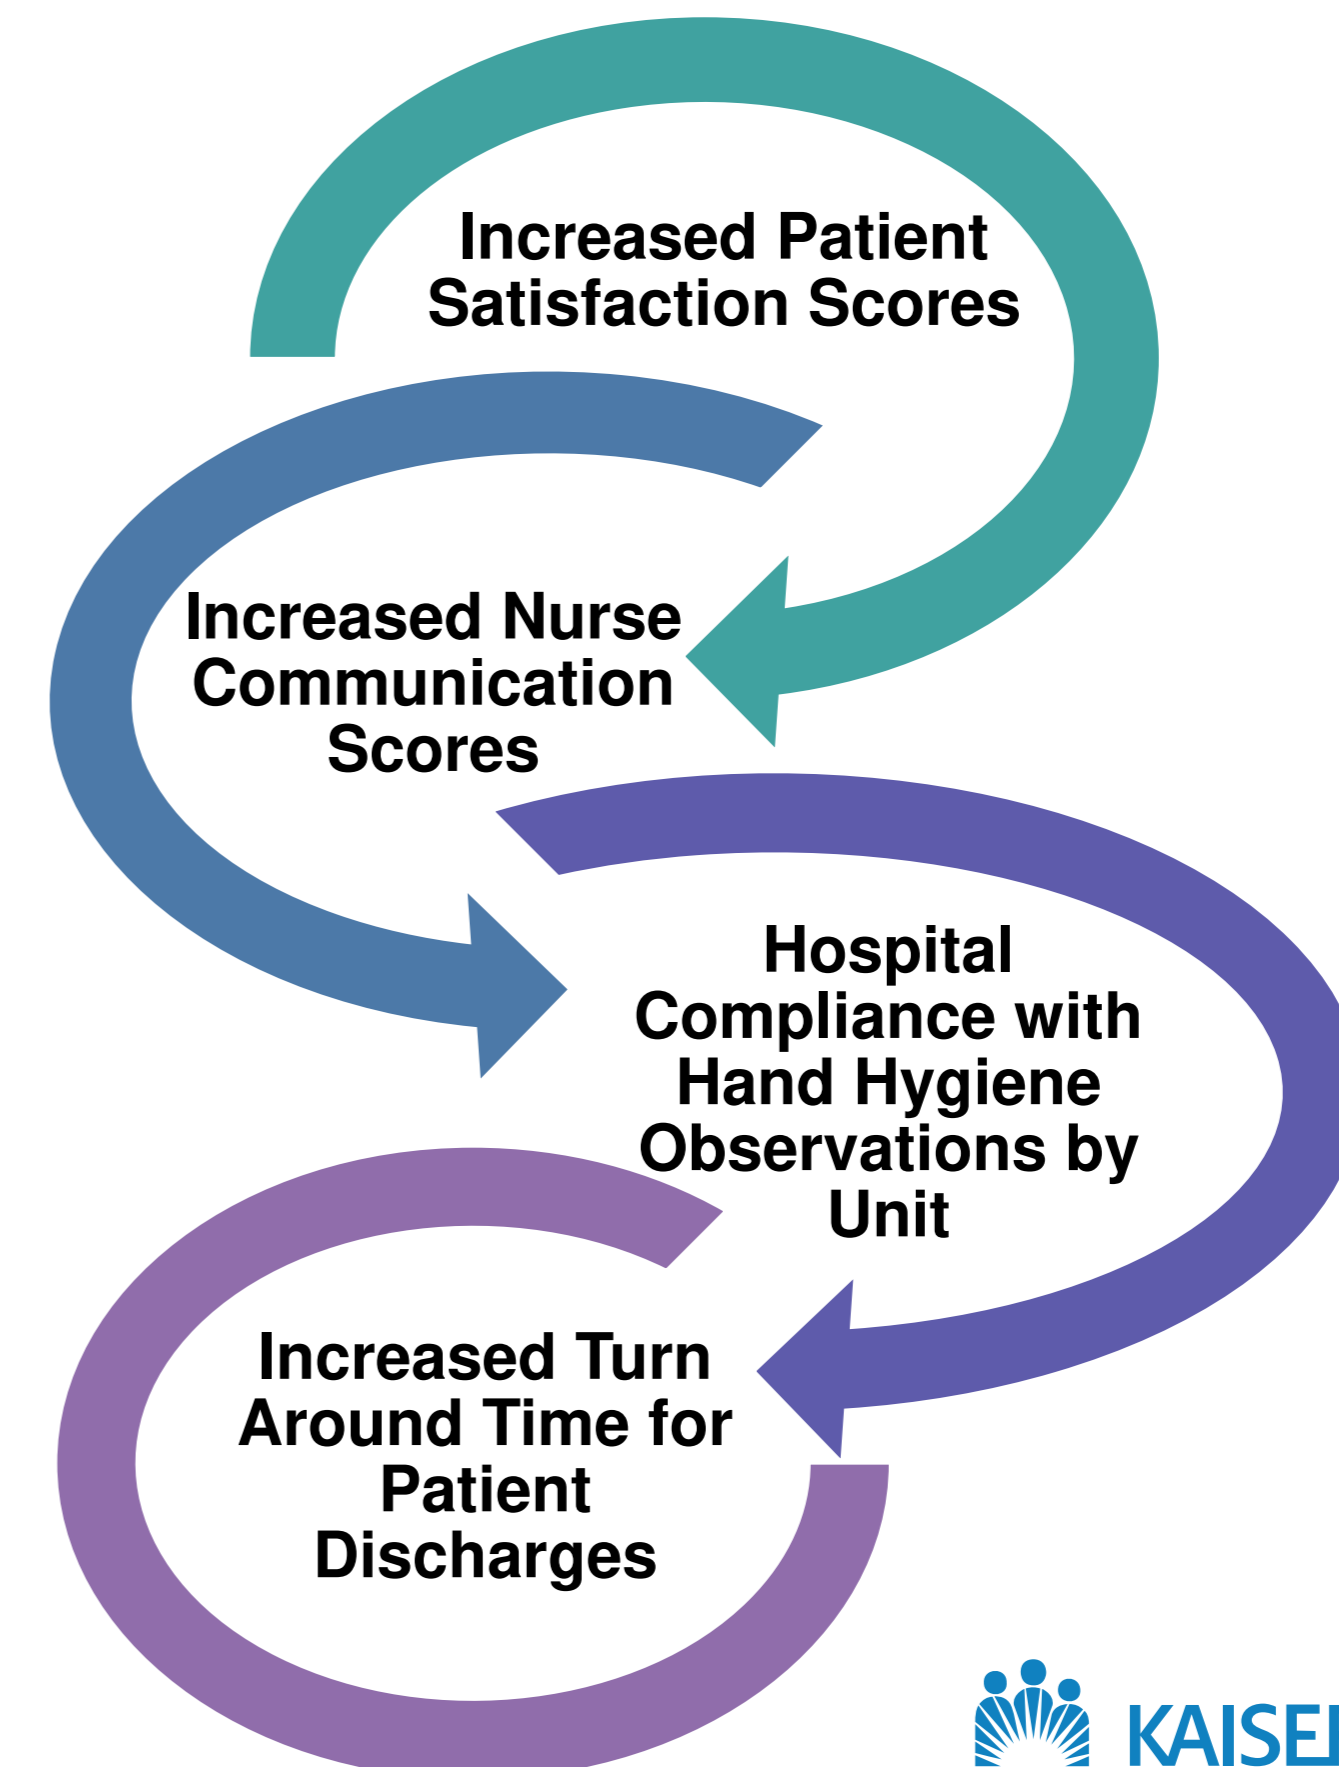 Increased Patient
Satisfaction Scores
Increased Nurse
Communication
Scores
Hospital
Compliance with
Hand Hygiene
Observations by
Unit
Increased Turn
Around Time for
Patient
Discharges
KAISE